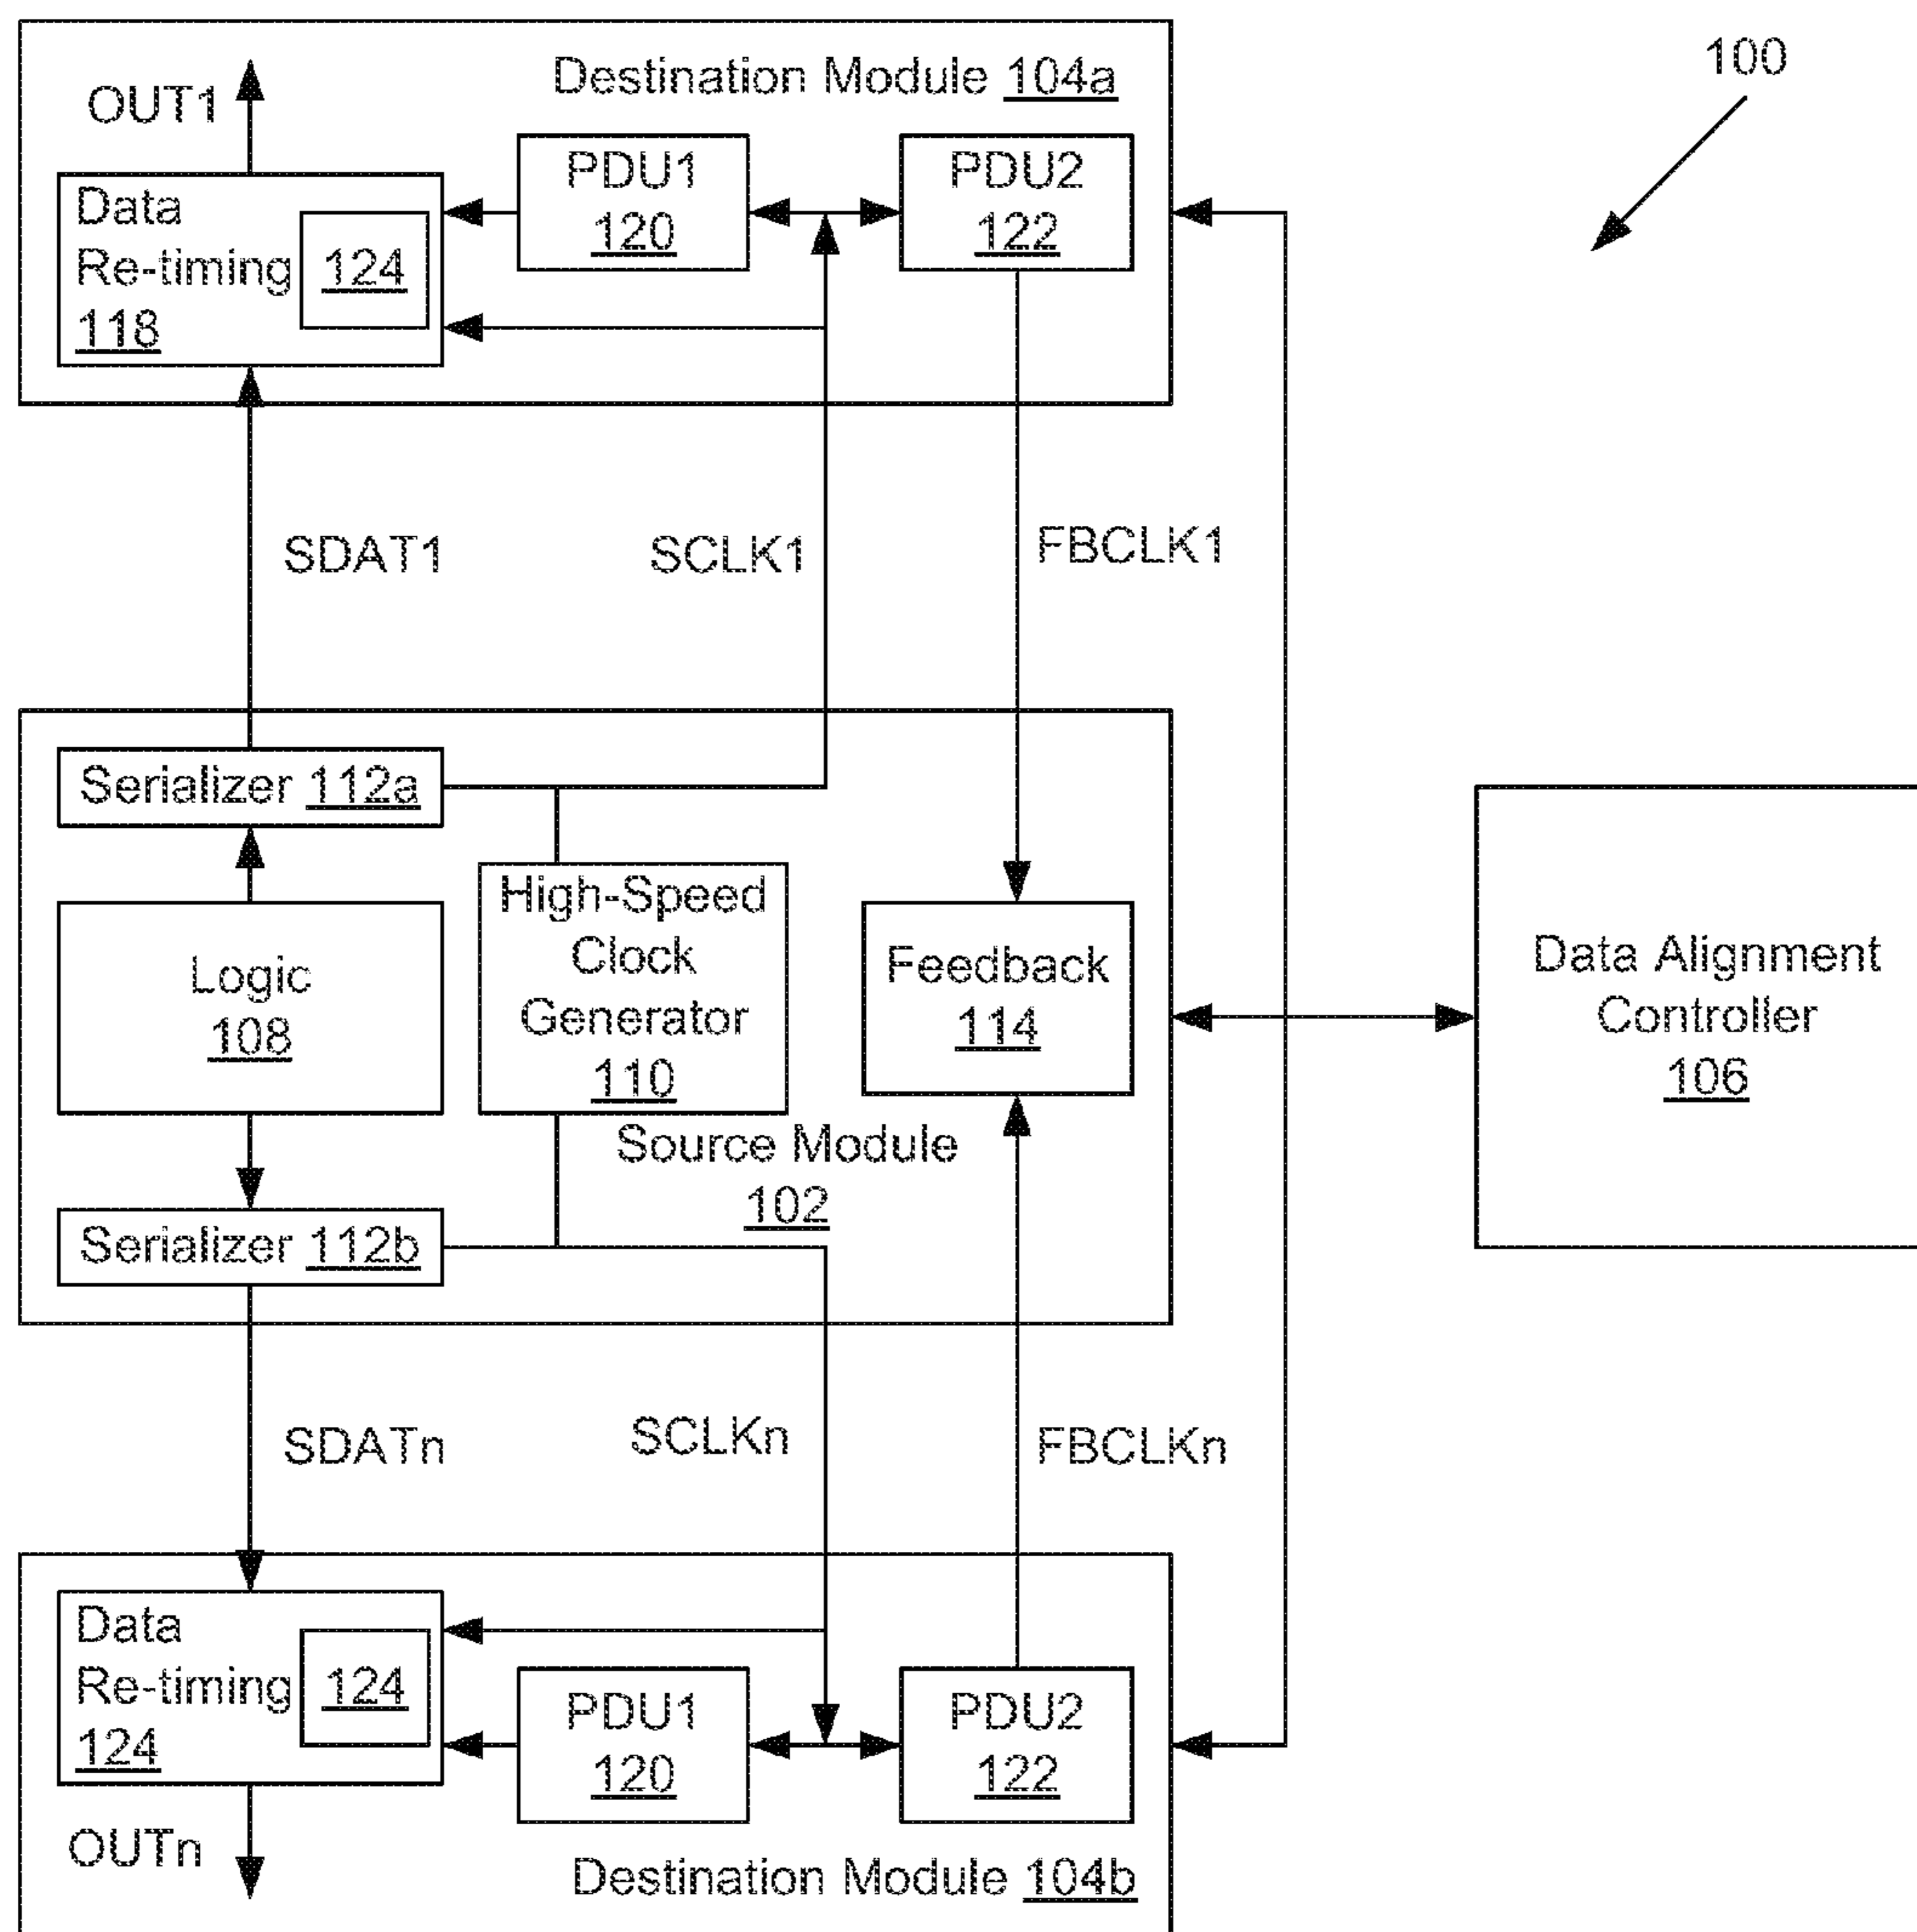 100
Destination Module 104a
OUT1
Data
Re-timing
118
124
PDU1
120
PDU2
122
SDAT1
SCLK1
FBCLK1
Serializer 112a
High-Speed
Clock
Generator
110
Logic
108
Feedback
114
Data Alignment
Controller
106
Source Module
102
Serializer 112b
SDATn
SCLKn
FBCLKn
Data
Re-timing
124
124
PDU1
120
PDU2
122
OUTn
Destination Module 104b